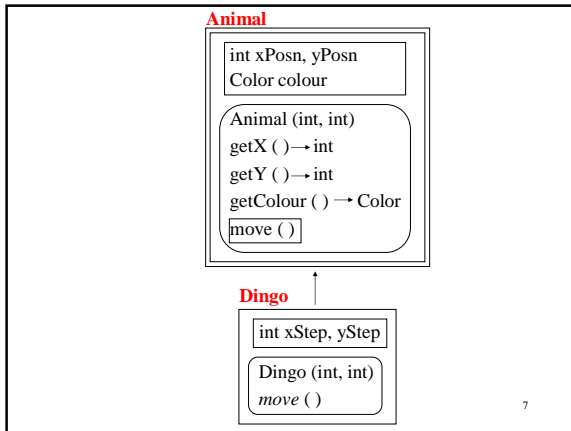 Animal
int xPosn, yPosn
Color colour
Animal (int, int)
getX ( )→int
getY ( )→int
getColour ( ) → Color
move ( )
Dingo
int xStep, yStep
Dingo (int, int)
move ( )
7